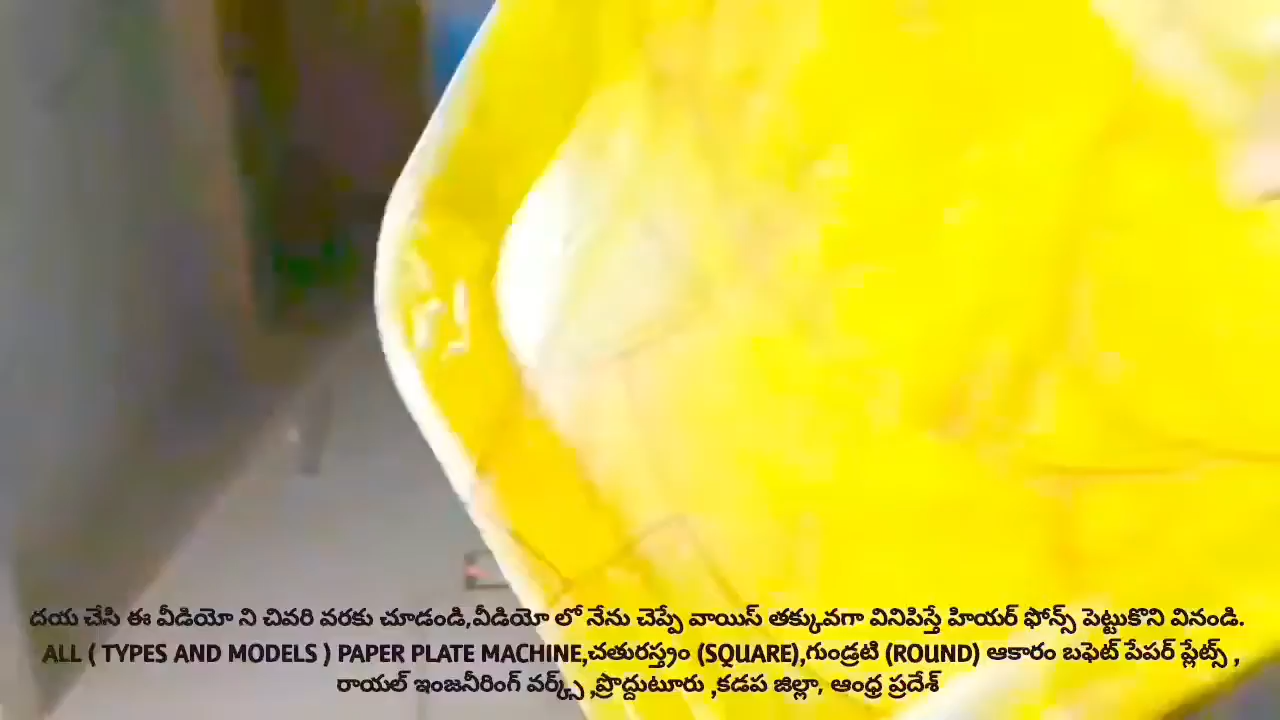 దయ చేసి ఈ వీడియో ని చివరి వరకు చూడండి,వీడియో లో నేను చెప్పే వాయిస్ తక్కువగా వినిపిస్తే హియర్ ఫోన్స్ పెట్టుకొని వినండి.
ALL ( TYPES AND MODELS ) PAPER PLATE MACHINE,చతురస్త్రం (SQUARE),గుండ్రటి (ROUND) ఆకారం బఫెట్ పేపర్ ప్లేట్స్ ,
రాయల్ ఇంజనీరింగ్ వర్క్స్ ,ప్రొద్దుటూరు ,కడప జిల్లా, ఆంధ్ర ప్రదేశ్